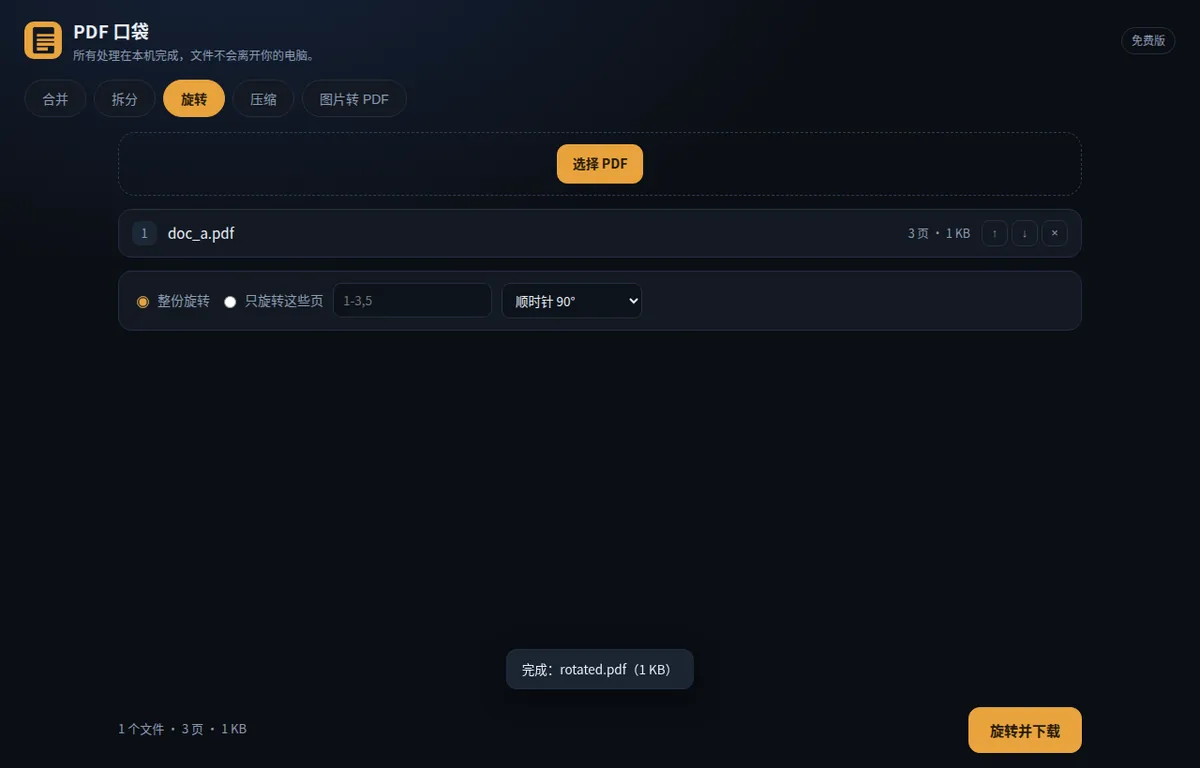 PDF 口袋
所有处理在本机完成，文件不会离开你的电脑。
免费版
合并 拆分 旋转 压缩 图片转 PDF
选择 PDF
1 doc_a.pdf 3 页 · 1 KB ↑ ↓ ×
整份旋转 只旋转这些页 1-3,5 顺时针 90°
完成：rotated.pdf（1 KB）
1 个文件 · 3 页 · 1 KB
旋转并下载